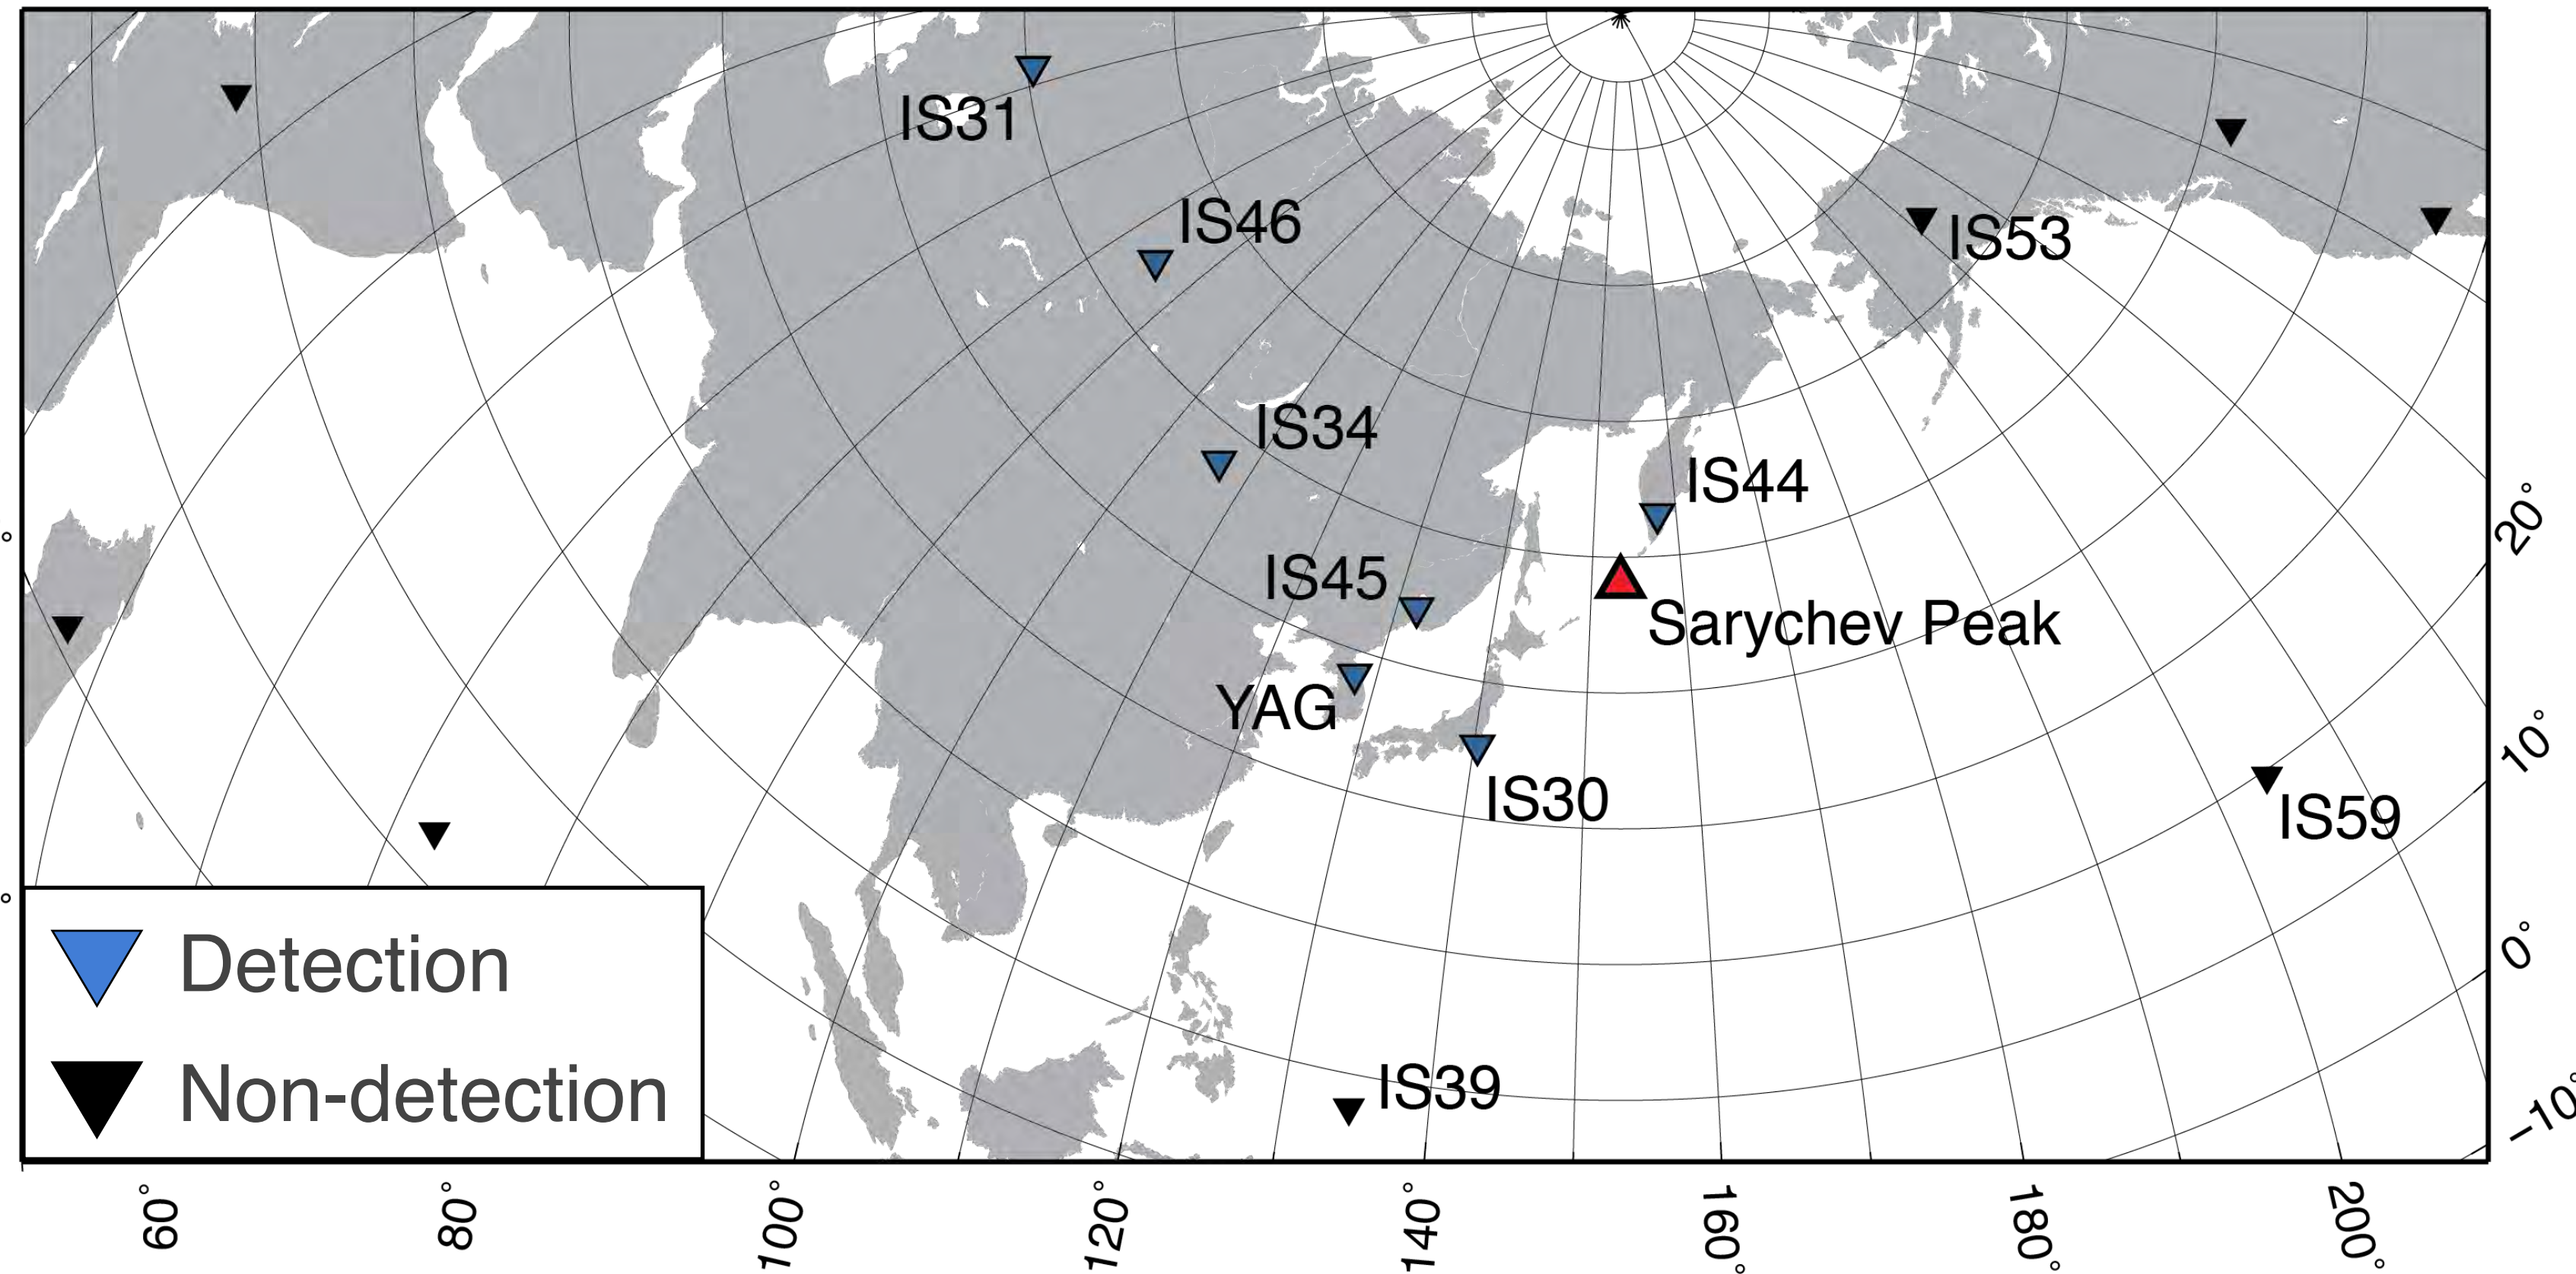 IS31
IS46
IS53
IS34
IS44
20°
IS45
Sarychev Peak
YAG
10°
IS30
IS59
0°
Detection
Non-detection
IS39
−10°
60°
80°
100°
120°
140°
160°
180°
200°